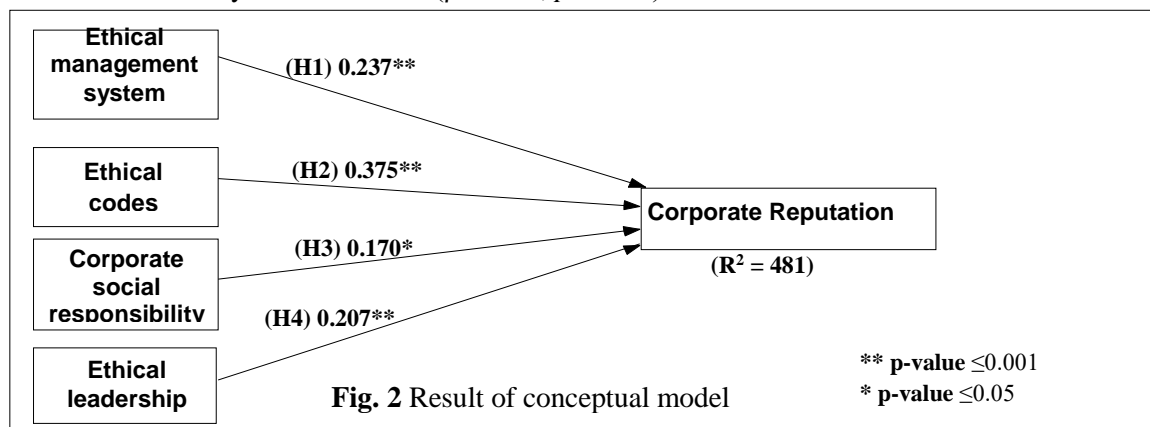 Ethical
management
system
(H1) 0.237**
Ethical
codes
(H2) 0.375**
Corporate Reputation
(R² = 481)
Corporate
social
responsibility
(H3) 0.170*
(H4) 0.207**
Ethical
leadership
** p-value ≤0.001
* p-value ≤0.05
Fig. 2 Result of conceptual model